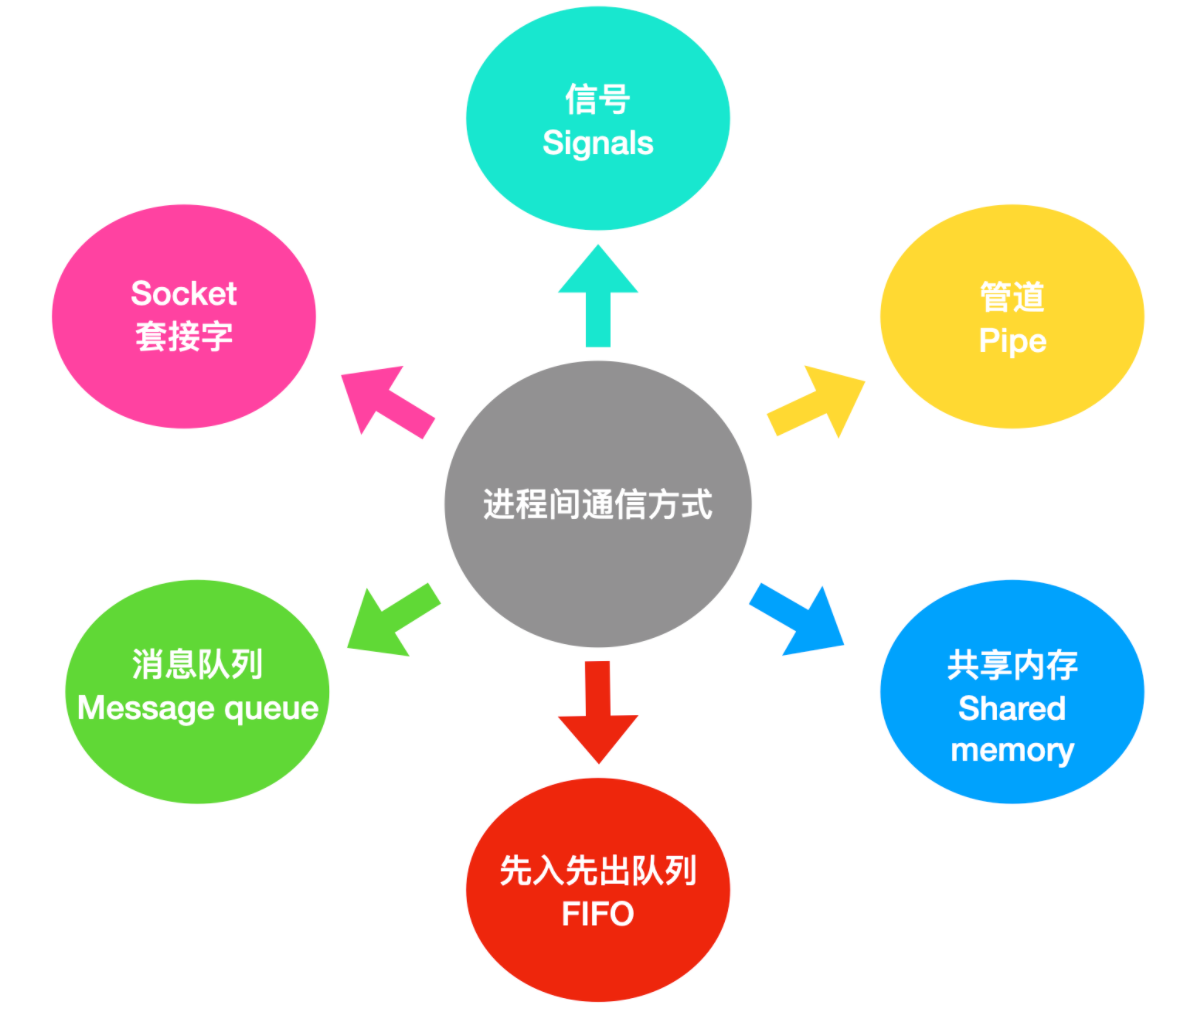 信号
Signals
Socket
套接字
管道
Pipe
进程间通信方式
消息队列
Message queue
共享内存
Shared
memory
先入先出队列
FIFO